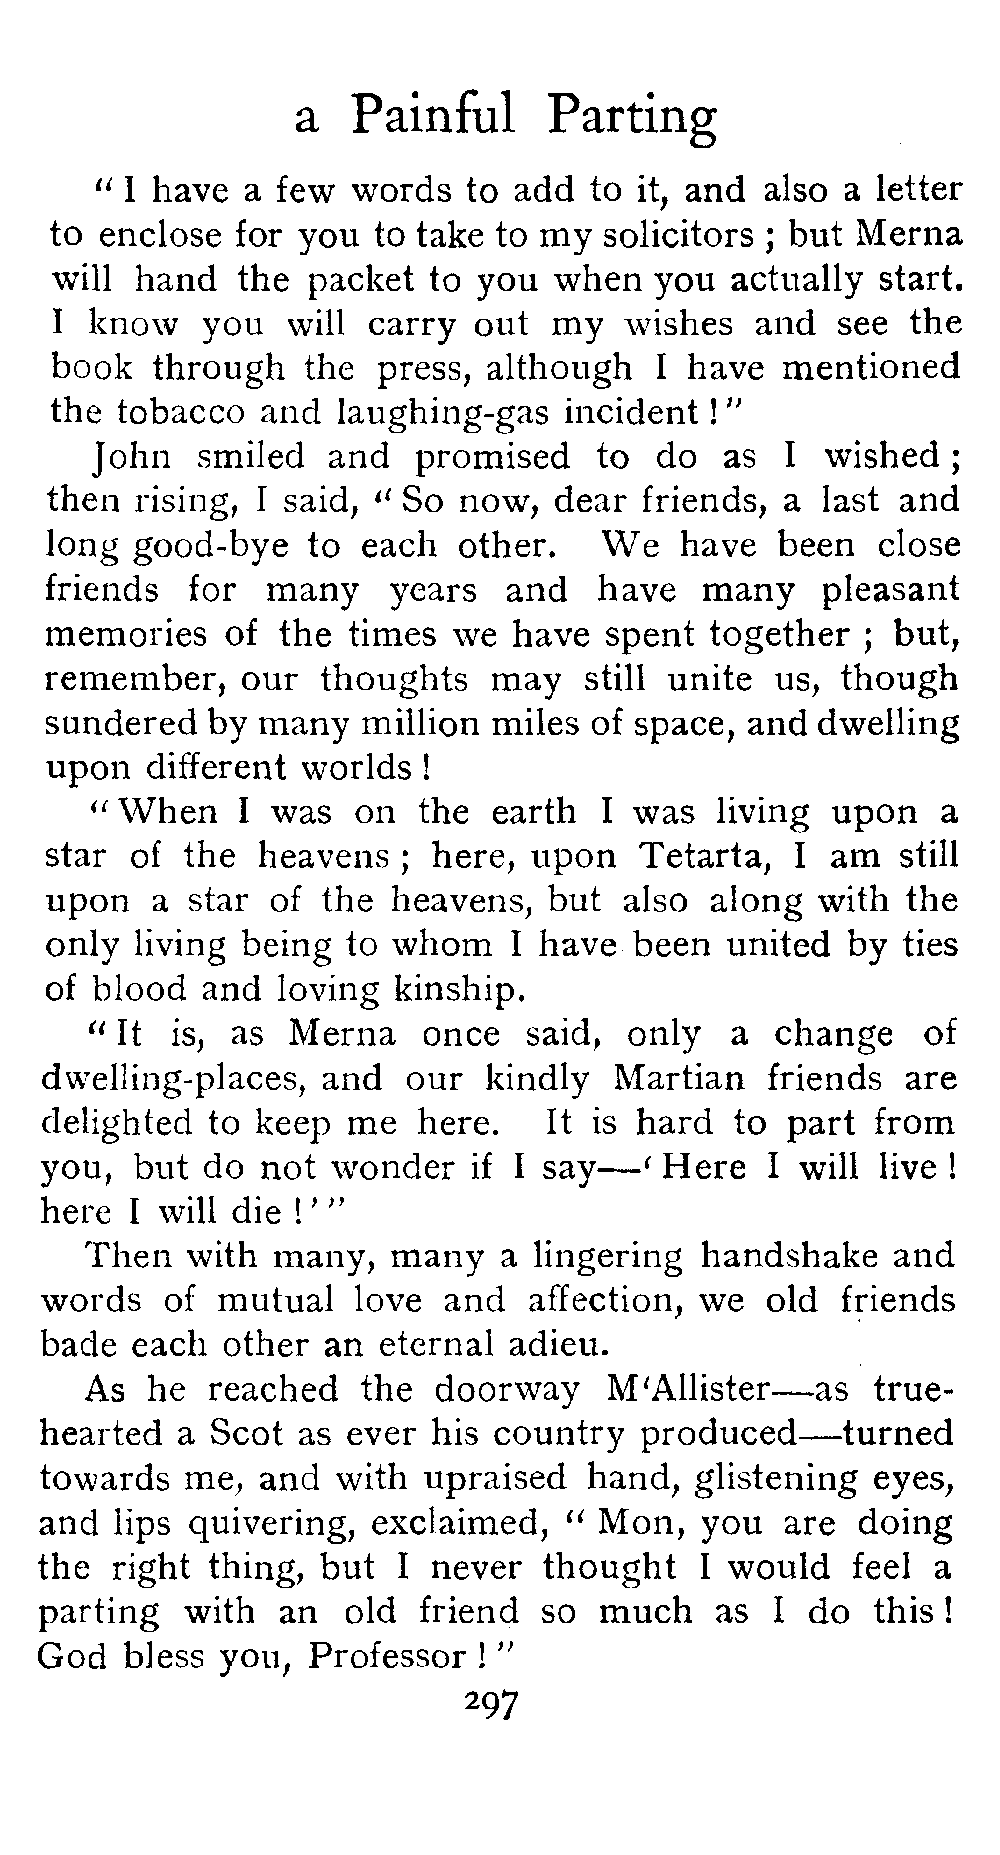 a Painful Parting
“ I have a few words to add to it, and also a letter
to enclose for you to take to my solicitors ; but Merna
will hand the packet to you when you actually start.
I know you will carry out my wishes and see the
book through the press, although I have mentioned
the tobacco and laughing-gas incident ! ”
John smiled and promised to do as I wished ;
then rising, I said, “ So now, dear friends, a last and
long good-bye to each other. We have been close
friends for many years and have many pleasant
memories of the times we have spent together ; but,
remember, our thoughts may still unite us, though
sundered by many million miles of space, and dwelling
upon different worlds !
“ When I was on the earth I was living upon a
star of the heavens ; here, upon Tetarta, I am still
upon a star of the heavens, but also along with the
only living being to whom I have been united by ties
of blood and loving kinship.
“ It is, as Merna once said, only a change of
dwelling-places, and our kindly Martian friends are
delighted to keep me here. It is hard to part from
you, but do not wonder if I say—‘ Here I will live !
here I will die ! ’ ”
Then with many, many a lingering handshake and
words of mutual love and affection, we old friends
bade each other an eternal adieu.
As he reached the doorway M‘Allister—as true-
hearted a Scot as ever his country produced—turned
towards me, and with upraised hand, glistening eyes,
and lips quivering, exclaimed, “ Mon, you are doing
the right thing, but I never thought I would feel a
parting with an old friend so much as I do this !
God bless you, Professor ! ”
297